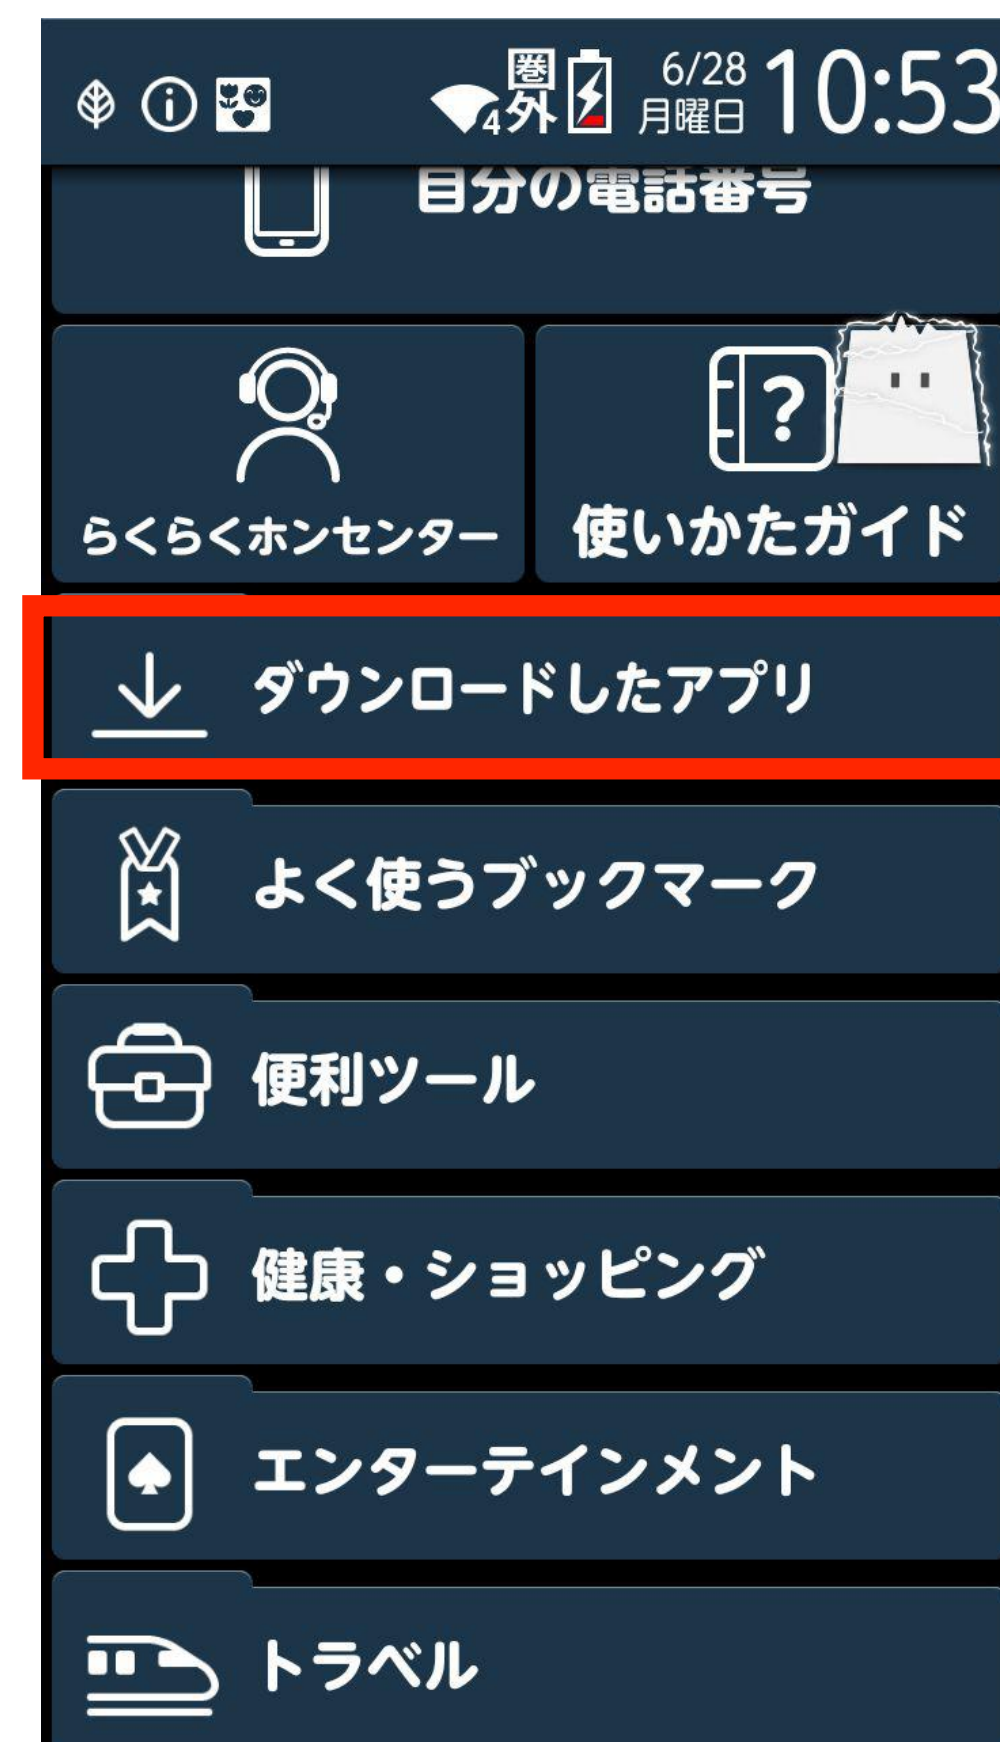 圏外 6/28 月曜日 10:53
自分の電話番号
らくらくホンセンター
使いかたガイド
ダウンロードしたアプリ
よく使うブックマーク
便利ツール
健康・ショッピング
エンターテインメント
トラベル